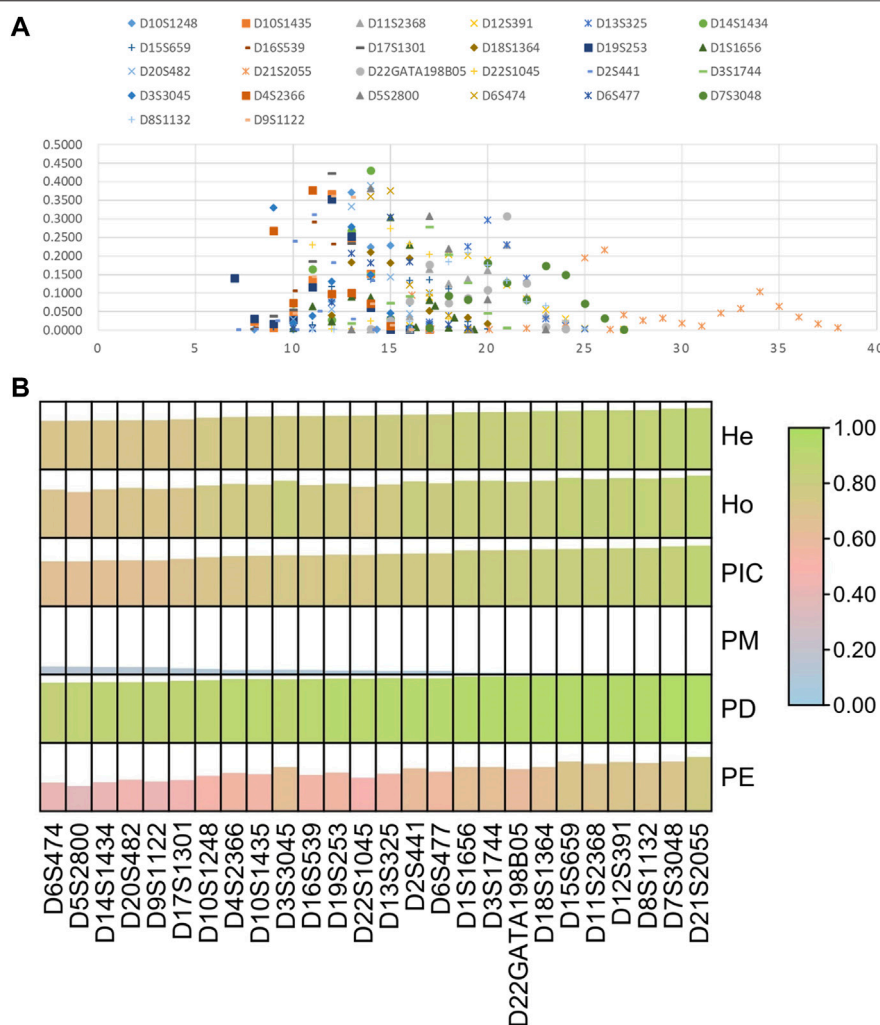 A
D10S1248 D10S1435 D11S2368 D12S391 D13S325 D14S1434
D15S659 D16S539 D17S1301 D18S1364 D19S253 D1S1656
D20S482 D21S2055 D22GATA198B05 D22S1045 D2S441 D3S1744
D3S3045 D4S2366 D5S2800 D6S474 D6S477 D7S3048
D8S1132 D9S1122
0.5000
0.4500
0.4000
0.3500
0.3000
0.2500
0.2000
0.1500
0.1000
0.0500
0.0000
0 5 10 15 20 25 30 35 40
B
He
Ho
PIC
PM
PD
PE
1.00
0.80
0.60
0.40
0.20
0.00
D6S474
D5S2800
D14S1434
D20S482
D9S1122
D17S1301
D10S1248
D4S2366
D10S1435
D3S3045
D16S539
D19S253
D22S1045
D13S325
D2S441
D6S477
D1S1656
D3S1744
D22GATA198B05
D18S1364
D15S659
D11S2368
D12S391
D8S1132
D7S3048
D21S2055